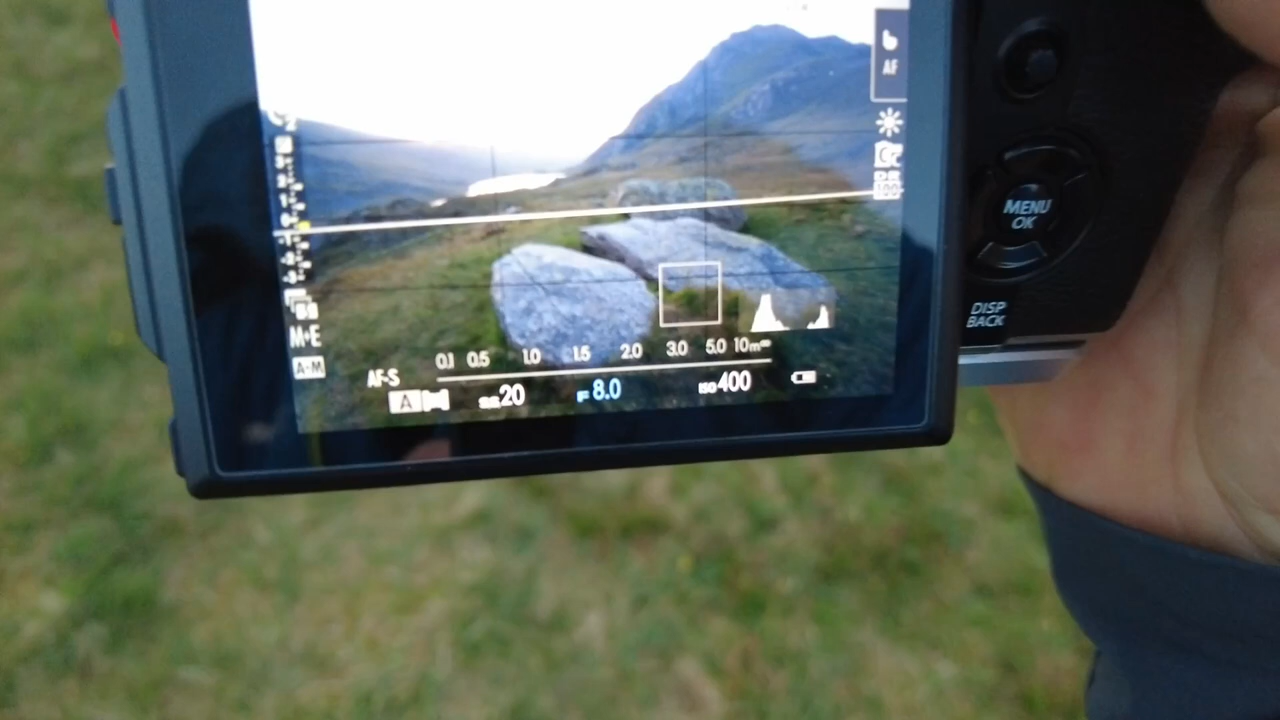 AF
DR
100
M+E
A-M
0.1 0.5 1.0 1.5 2.0 3.0 5.0 10m∞
AF-S
A SS 20 F 8.0 ISO 400
MENU
OK
DISP
BACK